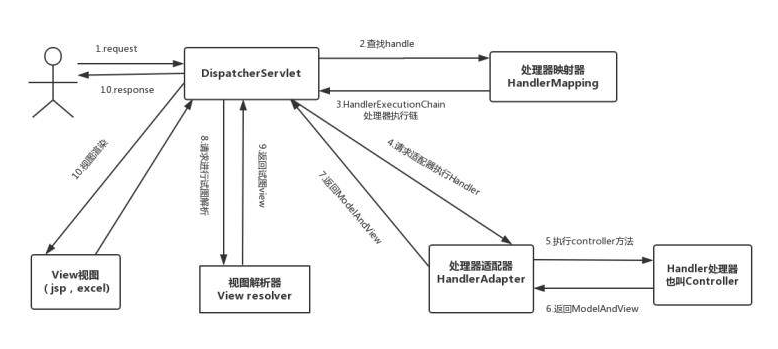 1.request
2.查找handle
DispatcherServlet
处理器映射器
HandlerMapping
10.response
3.HandlerExecutionChain
处理器执行链
10.视图渲染
8.请求进行试图解析
9.返回试图view
7.返回ModelAndView
4.请求适配器执行Handler
View视图
（jsp，excel)
视图解析器
View resolver
处理器适配器
HandlerAdapter
5.执行controller方法
Handler处理器
也叫Controller
6.返回ModelAndView